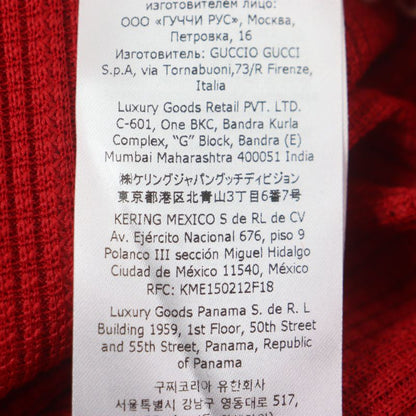 изготовителем лицо:
ООО «ГУЧЧИ РУС», Москва,
Петровка, 16
Изготовитель: GUCCIO GUCCI
S.p.A, via Tornabuoni,73/R Firenze,
Italia
Luxury Goods Retail PVT. LTD.
C-601, One BKC, Bandra Kurla
Complex, “G” Block, Bandra (E)
Mumbai Maharashtra 400051 India
㈱ケリングジャパングッチディビジョン
東京都港区北青山3丁目6番7号
KERING MEXICO S de RL de CV
Av. Ejército Nacional 676, piso 9
Polanco III sección Miguel Hidalgo
Ciudad de México 11540, México
RFC: KME150212F18
Luxury Goods Panama S. de R. L
Building 1959, 1st Floor, 50th Street
and 55th Street, Panama, Republic
of Panama
구찌코리아 유한회사
서울특별시 강남구 영동대로 517,